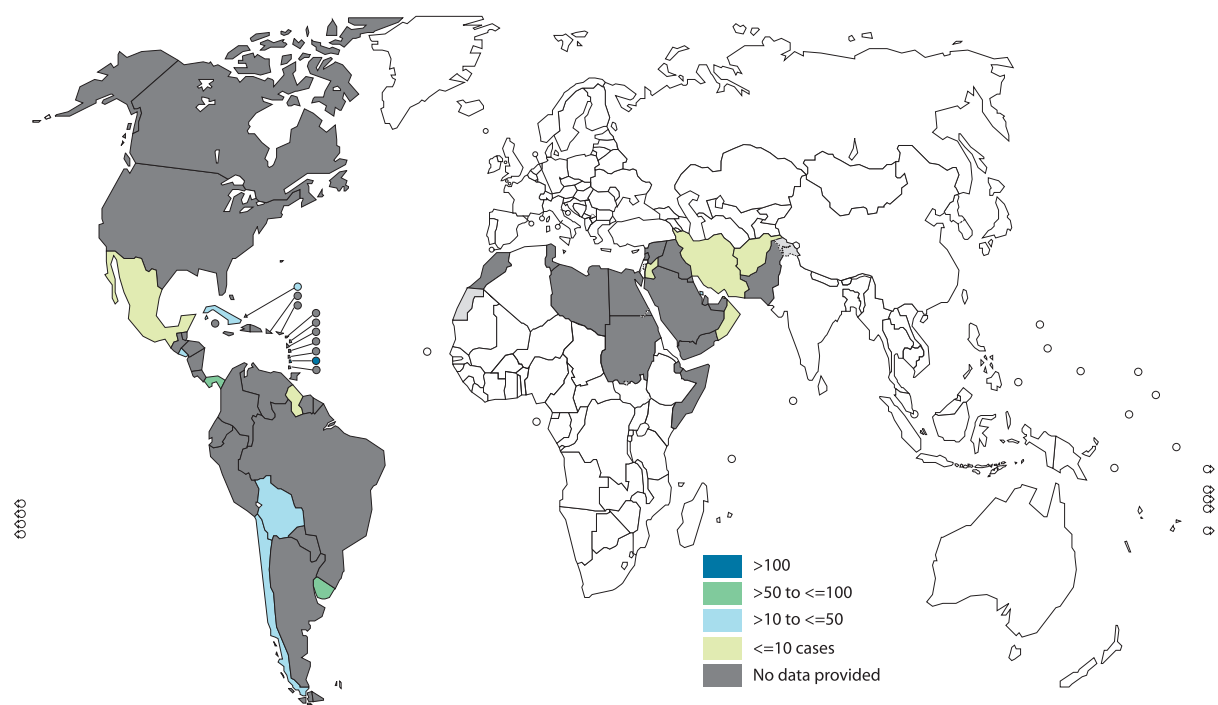 >100
>50 to <=100
>10 to <=50
<=10 cases
No data provided